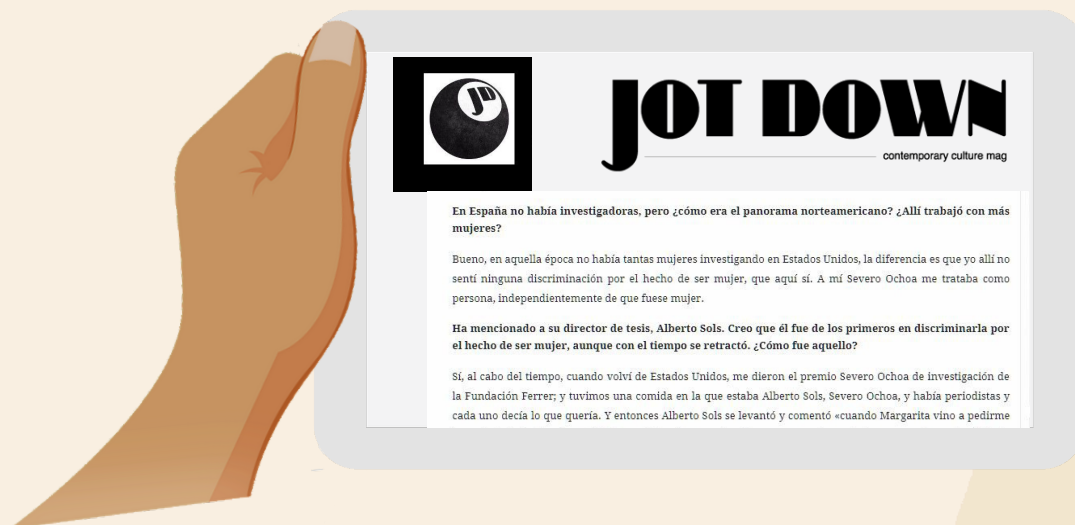 JD
JOT DOWN
contemporary culture mag
En España no había investigadoras, pero ¿cómo era el panorama norteamericano? ¿Allí trabajó con más
mujeres?
Bueno, en aquella época no había tantas mujeres investigando en Estados Unidos, la diferencia es que yo allí no
sentí ninguna discriminación por el hecho de ser mujer, que aquí sí. A mí Severo Ochoa me trataba como
persona, independientemente de que fuese mujer.
Ha mencionado a su director de tesis, Alberto Sols. Creo que él fue de los primeros en discriminarla por
el hecho de ser mujer, aunque con el tiempo se retractó. ¿Cómo fue aquello?
Sí, al cabo del tiempo, cuando volví de Estados Unidos, me dieron el premio Severo Ochoa de investigación de
la Fundación Ferrer; y tuvimos una comida en la que estaba Alberto Sols, Severo Ochoa, y había periodistas y
cada uno decía lo que quería. Y entonces Alberto Sols se levantó y comentó «cuando Margarita vino a pedirme